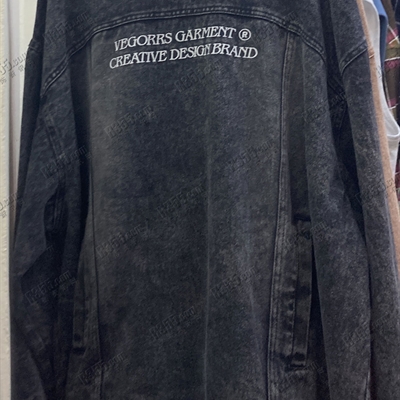 VEGORRS GARMENT ®
CREATIVE DESIGN BRAND